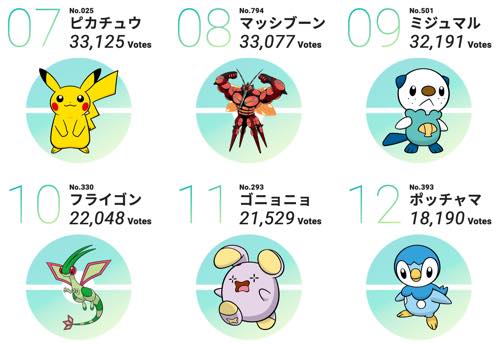 07 No.025
ピカチュウ
33,125 Votes
08 No.794
マッシブーン
33,077 Votes
09 No.501
ミジュマル
32,191 Votes
10 No.330
フライゴン
22,048 Votes
11 No.293
ゴニョニョ
21,529 Votes
12 No.393
ポッチャマ
18,190 Votes